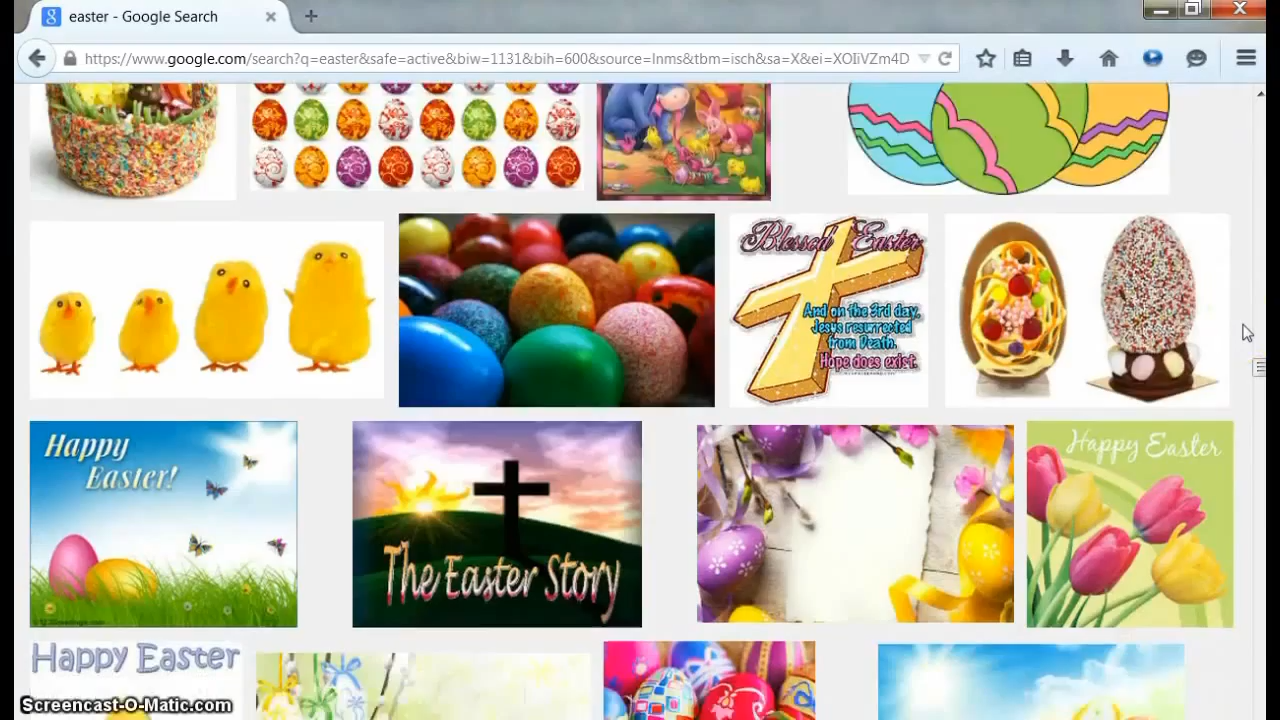 easter - Google Search
https://www.google.com/search?q=easter&safe=active&biw=1131&bih=600&source=lnms&tbm=isch&sa=X&ei=XOIiVZm4D
Blessed Easter
And on the 3rd day,
Jesus resurrected
from Death.
Hope does exist.
Happy
Easter!
The Easter Story
Happy Easter
Happy Easter
Screencast-O-Matic.com